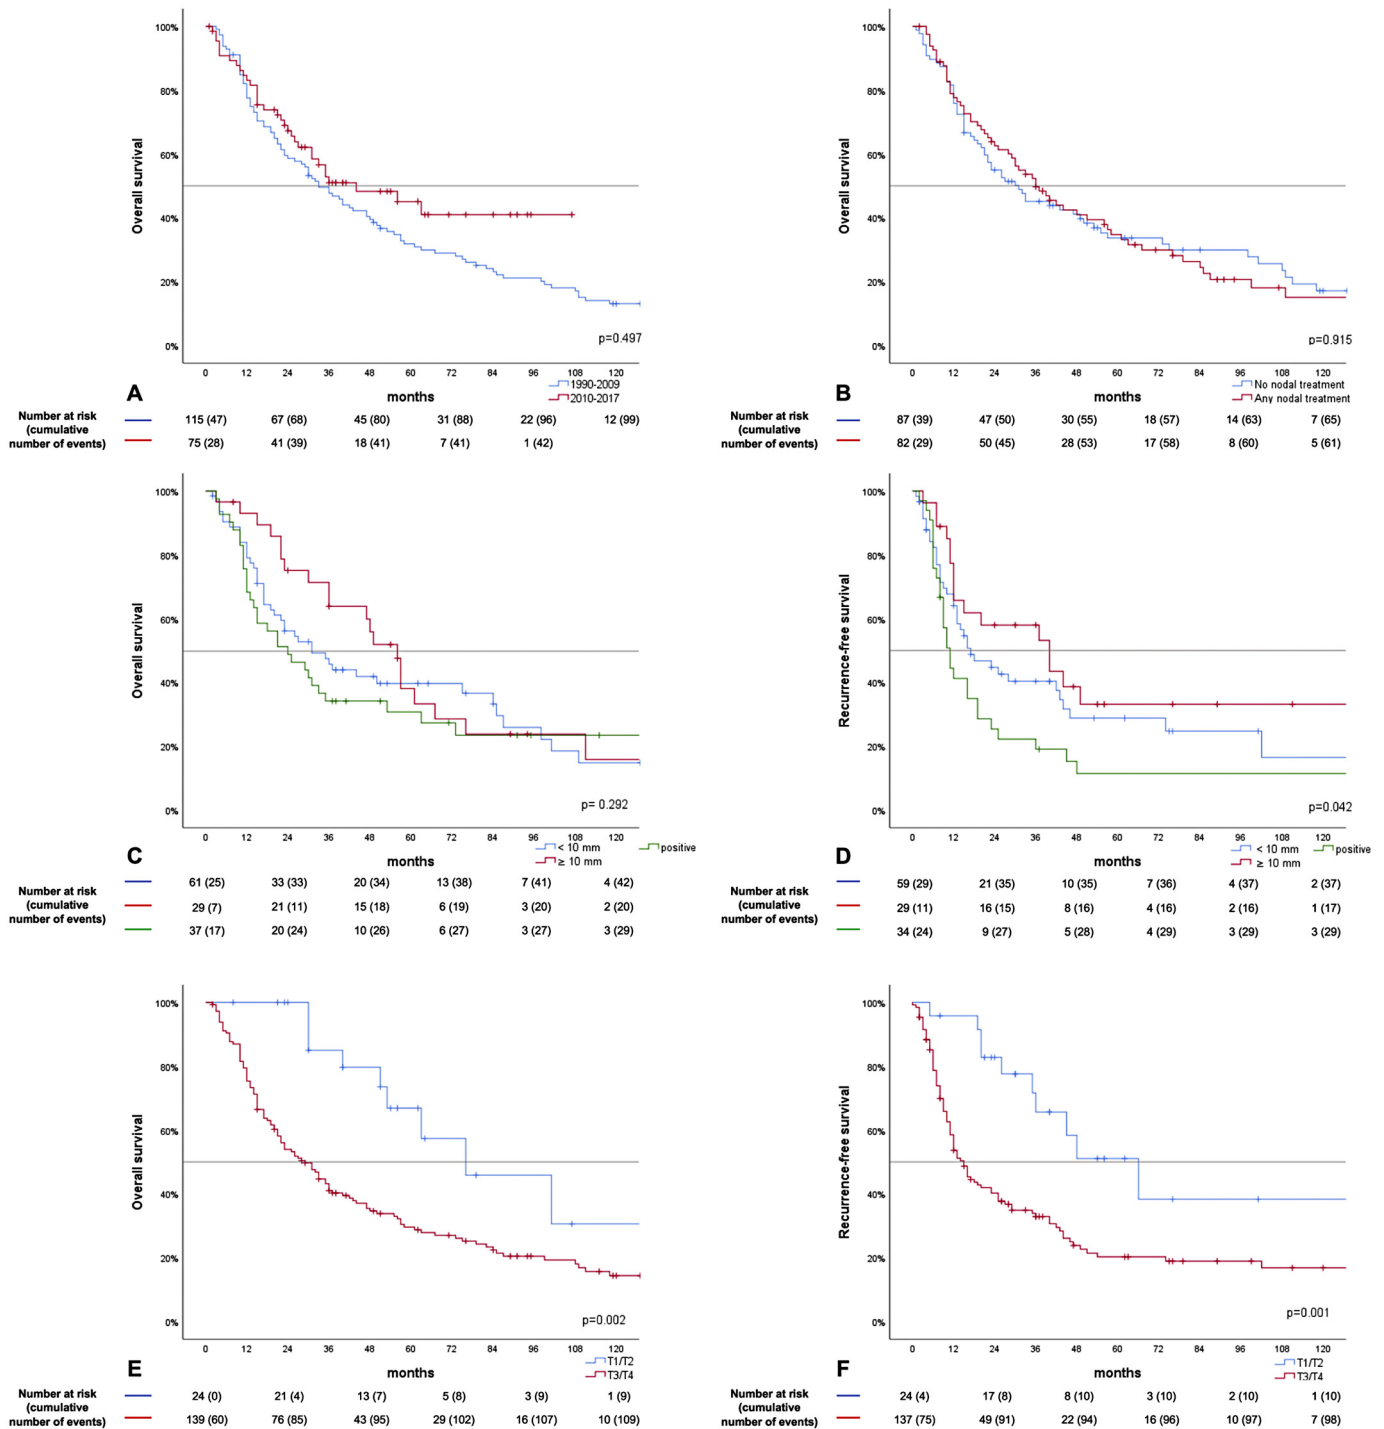 100%
80%
60%
40%
20%
0%
Overall survival
p=0.497
0 12 24 36 48 60 72 84 96 108 120
A
months
1990-2009
2010-2017
Number at risk
(cumulative
number of events)
115 (47) 67 (68) 45 (80) 31 (88) 22 (96) 12 (99)
75 (28) 41 (39) 18 (41) 7 (41) 1 (42)
100%
80%
60%
40%
20%
0%
Overall survival
p=0.915
0 12 24 36 48 60 72 84 96 108 120
B
months
No nodal treatment
Any nodal treatment
Number at risk
(cumulative
number of events)
87 (39) 47 (50) 30 (55) 18 (57) 14 (63) 7 (65)
82 (29) 50 (45) 28 (53) 17 (58) 8 (60) 5 (61)
100%
80%
60%
40%
20%
0%
Overall survival
p= 0.292
0 12 24 36 48 60 72 84 96 108 120
C
months
< 10 mm positive
≥ 10 mm
Number at risk
(cumulative
number of events)
61 (25) 33 (33) 20 (34) 13 (38) 7 (41) 4 (42)
29 (7) 21 (11) 15 (18) 6 (19) 3 (20) 2 (20)
37 (17) 20 (24) 10 (26) 6 (27) 3 (27) 3 (29)
100%
80%
60%
40%
20%
0%
Recurrence-free survival
p=0.042
0 12 24 36 48 60 72 84 96 108 120
D
months
< 10 mm positive
≥ 10 mm
Number at risk
(cumulative
number of events)
59 (29) 21 (35) 10 (35) 7 (36) 4 (37) 2 (37)
29 (11) 16 (15) 8 (16) 4 (16) 2 (16) 1 (17)
34 (24) 9 (27) 5 (28) 4 (29) 3 (29) 3 (29)
100%
80%
60%
40%
20%
0%
Overall survival
p=0.002
0 12 24 36 48 60 72 84 96 108 120
E
months
T1/T2
T3/T4
Number at risk
(cumulative
number of events)
24 (0) 21 (4) 13 (7) 5 (8) 3 (9) 1 (9)
139 (60) 76 (85) 43 (95) 29 (102) 16 (107) 10 (109)
100%
80%
60%
40%
20%
0%
Recurrence-free survival
p=0.001
0 12 24 36 48 60 72 84 96 108 120
F
months
T1/T2
T3/T4
Number at risk
(cumulative
number of events)
24 (4) 17 (8) 8 (10) 3 (10) 2 (10) 1 (10)
137 (75) 49 (91) 22 (94) 16 (96) 10 (97) 7 (98)